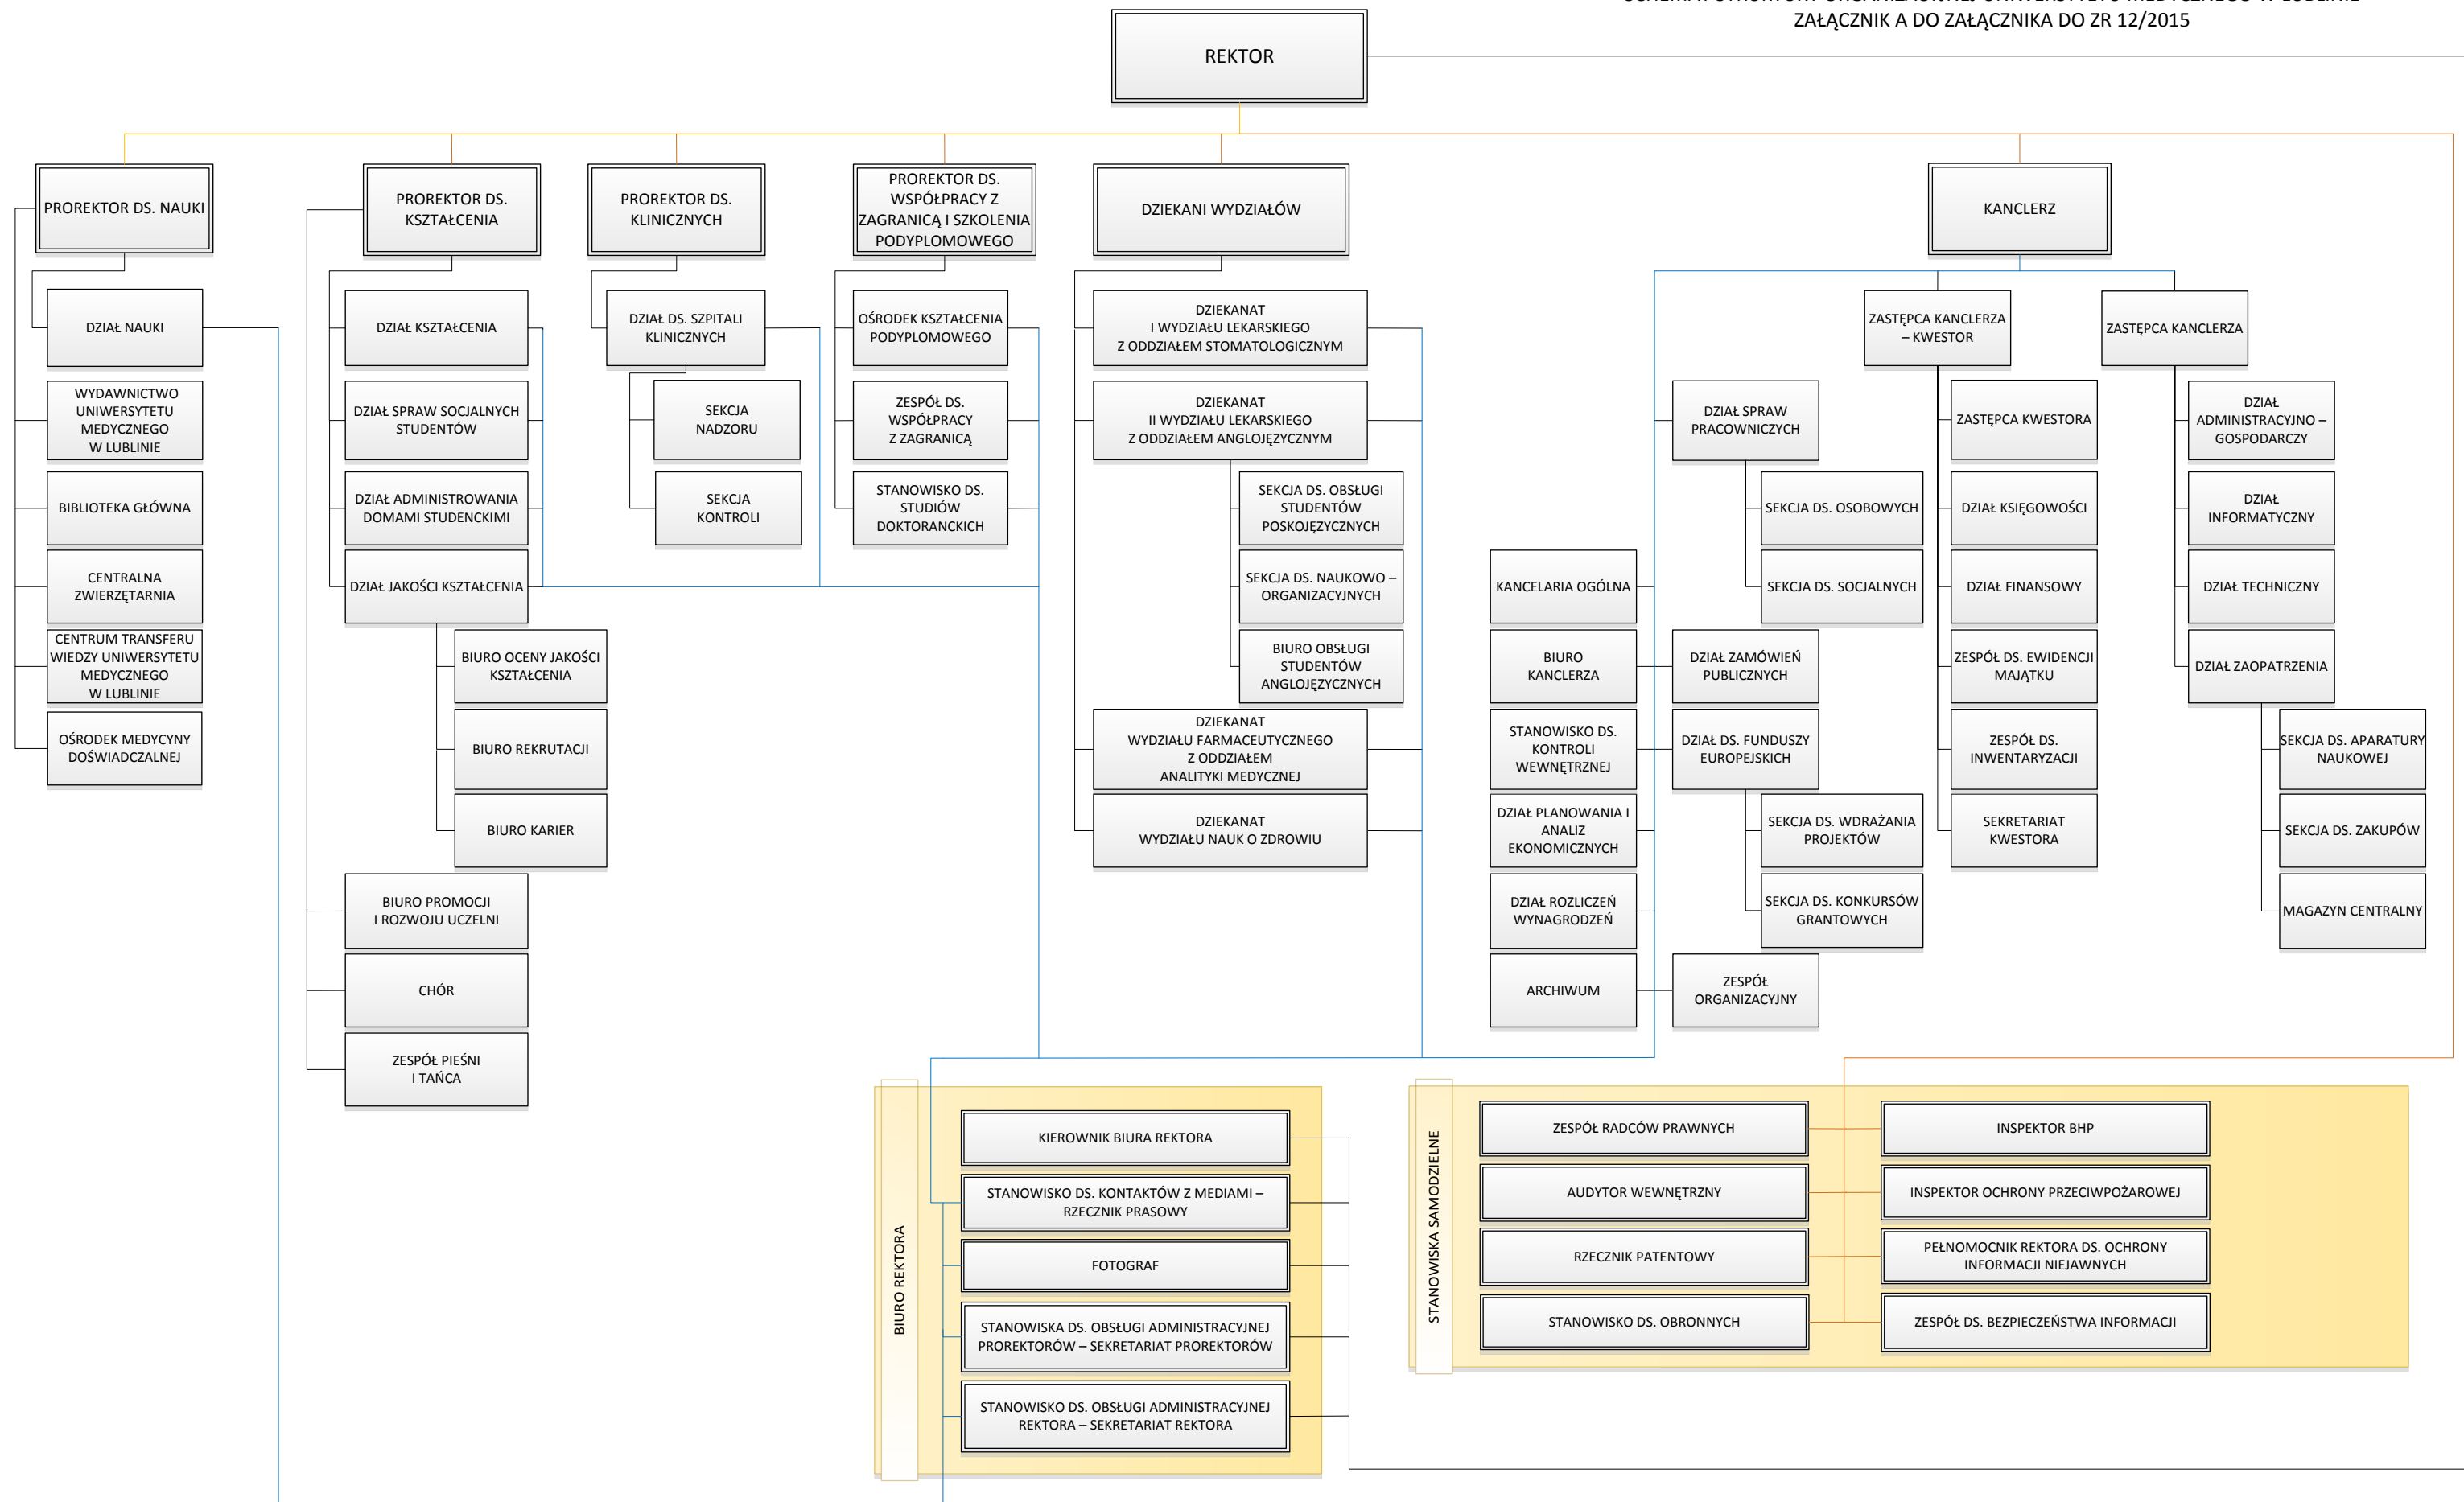 ZAŁĄCZNIK A DO ZAŁĄCZNIKA DO ZR 12/2015
REKTOR
PROREKTOR DS. NAUKI
PROREKTOR DS.
KSZTAŁCENIA
PROREKTOR DS.
KLINICZNYCH
PROREKTOR DS.
WSPÓŁPRACY Z
ZAGRANICĄ I SZKOLENIA
PODYPLOMOWEGO
DZIEKANI WYDZIAŁÓW
KANCLERZ
DZIAŁ NAUKI
WYDAWNICTWO
UNIWERSYTETU
MEDYCZNEGO
W LUBLINIE
BIBLIOTEKA GŁÓWNA
CENTRALNA
ZWIERZĘTARNIA
CENTRUM TRANSFERU
WIEDZY UNIWERSYTETU
MEDYCZNEGO
W LUBLINIE
OŚRODEK MEDYCYNY
DOŚWIADCZALNEJ
DZIAŁ KSZTAŁCENIA
DZIAŁ SPRAW SOCJALNYCH
STUDENTÓW
DZIAŁ ADMINISTROWANIA
DOMAMI STUDENCKIMI
DZIAŁ JAKOŚCI KSZTAŁCENIA
BIURO OCENY JAKOŚCI
KSZTAŁCENIA
BIURO REKRUTACJI
BIURO KARIER
BIURO PROMOCJI
I ROZWOJU UCZELNI
CHÓR
ZESPÓŁ PIEŚNI
I TAŃCA
DZIAŁ DS. SZPITALI
KLINICZNYCH
SEKCJA
NADZORU
SEKCJA
KONTROLI
OŚRODEK KSZTAŁCENIA
PODYPLOMOWEGO
ZESPÓŁ DS.
WSPÓŁPRACY
Z ZAGRANICĄ
STANOWISKO DS.
STUDIÓW
DOKTORANCKICH
DZIEKANAT
I WYDZIAŁU LEKARSKIEGO
Z ODDZIAŁEM STOMATOLOGICZNYM
DZIEKANAT
II WYDZIAŁU LEKARSKIEGO
Z ODDZIAŁEM ANGLOJĘZYCZNYM
SEKCJA DS. OBSŁUGI
STUDENTÓW
POSKOJĘZYCZNYCH
SEKCJA DS. NAUKOWO –
ORGANIZACYJNYCH
BIURO OBSŁUGI
STUDENTÓW
ANGLOJĘZYCZNYCH
DZIEKANAT
WYDZIAŁU FARMACEUTYCZNEGO
Z ODDZIAŁEM
ANALITYKI MEDYCZNEJ
DZIEKANAT
WYDZIAŁU NAUK O ZDROWIU
KANCELARIA OGÓLNA
BIURO
KANCLERZA
STANOWISKO DS.
KONTROLI
WEWNĘTRZNEJ
DZIAŁ PLANOWANIA I
ANALIZ
EKONOMICZNYCH
DZIAŁ ROZLICZEŃ
WYNAGRODZEŃ
ARCHIWUM
DZIAŁ SPRAW
PRACOWNICZYCH
SEKCJA DS. OSOBOWYCH
SEKCJA DS. SOCJALNYCH
DZIAŁ ZAMÓWIEŃ
PUBLICZNYCH
DZIAŁ DS. FUNDUSZY
EUROPEJSKICH
SEKCJA DS. WDRAŻANIA
PROJEKTÓW
SEKCJA DS. KONKURSÓW
GRANTOWYCH
ZESPÓŁ
ORGANIZACYJNY
ZASTĘPCA KANCLERZA
– KWESTOR
ZASTĘPCA KWESTORA
DZIAŁ KSIĘGOWOŚCI
DZIAŁ FINANSOWY
ZESPÓŁ DS. EWIDENCJI
MAJĄTKU
ZESPÓŁ DS.
INWENTARYZACJI
SEKRETARIAT
KWESTORA
ZASTĘPCA KANCLERZA
DZIAŁ
ADMINISTRACYJNO –
GOSPODARCZY
DZIAŁ
INFORMATYCZNY
DZIAŁ TECHNICZNY
DZIAŁ ZAOPATRZENIA
SEKCJA DS. APARATURY
NAUKOWEJ
SEKCJA DS. ZAKUPÓW
MAGAZYN CENTRALNY
BIURO REKTORA
KIEROWNIK BIURA REKTORA
STANOWISKO DS. KONTAKTÓW Z MEDIAMI –
RZECZNIK PRASOWY
FOTOGRAF
STANOWISKA DS. OBSŁUGI ADMINISTRACYJNEJ
PROREKTORÓW – SEKRETARIAT PROREKTORÓW
STANOWISKO DS. OBSŁUGI ADMINISTRACYJNEJ
REKTORA – SEKRETARIAT REKTORA
STANOWISKA SAMODZIELNE
ZESPÓŁ RADCÓW PRAWNYCH
INSPEKTOR BHP
AUDYTOR WEWNĘTRZNY
INSPEKTOR OCHRONY PRZECIWPOŻAROWEJ
RZECZNIK PATENTOWY
PEŁNOMOCNIK REKTORA DS. OCHRONY
INFORMACJI NIEJAWNYCH
STANOWISKO DS. OBRONNYCH
ZESPÓŁ DS. BEZPIECZEŃSTWA INFORMACJI